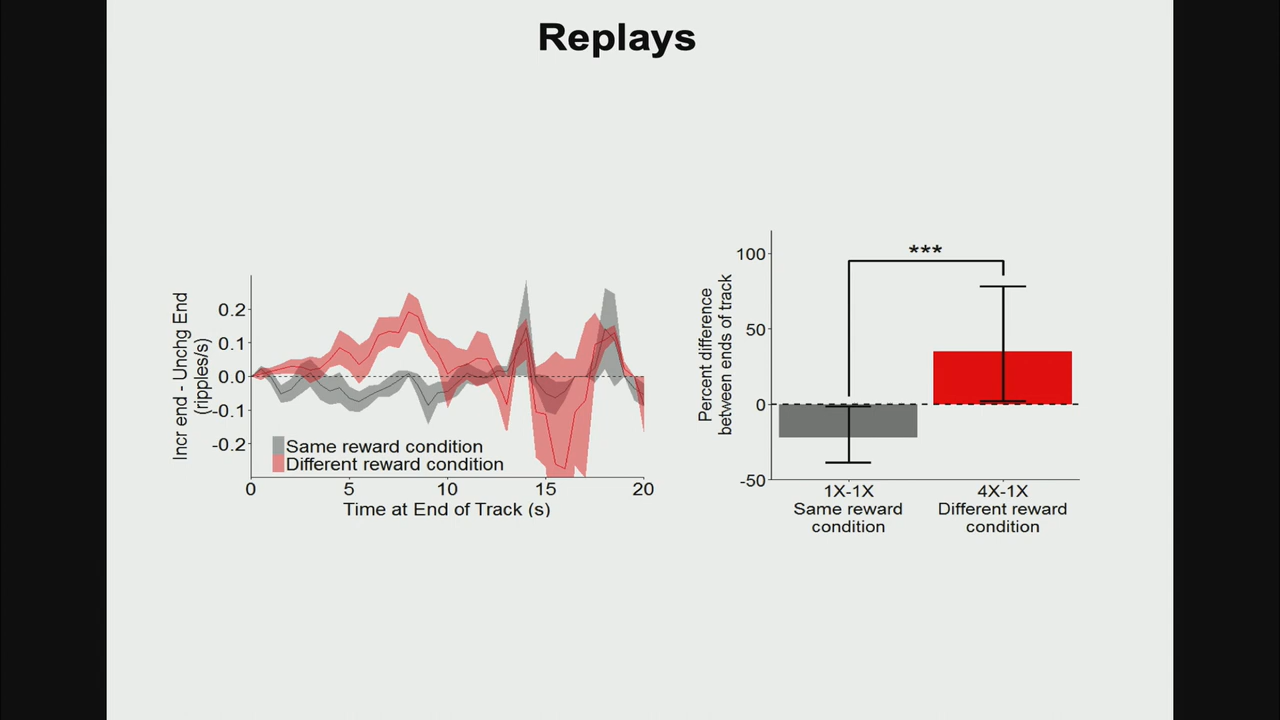 Replays
Incr end - Unchg End
(ripples/s)
0.2
0.1
0.0
-0.1
-0.2
Same reward condition
Different reward condition
0 5 10 15 20
Time at End of Track (s)
Percent difference
between ends of track
100
50
0
-50
***
1X-1X
Same reward
condition
4X-1X
Different reward
condition